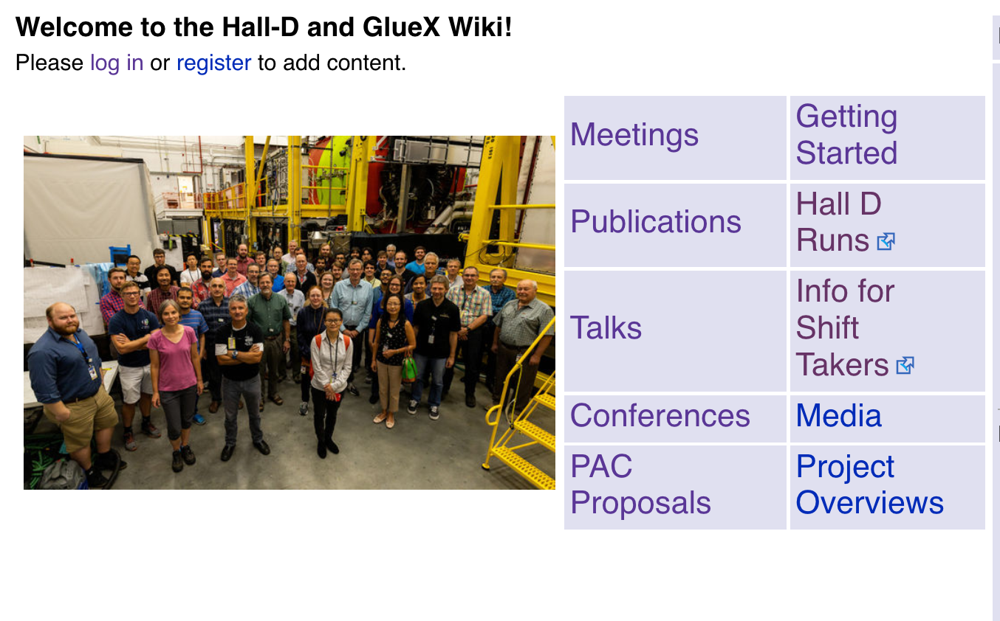 Welcome to the Hall-D and GlueX Wiki!
Please log in or register to add content.
Meetings
Getting
Started
Publications
Hall D
Runs
Talks
Info for
Shift
Takers
Conferences
Media
PAC
Proposals
Project
Overviews